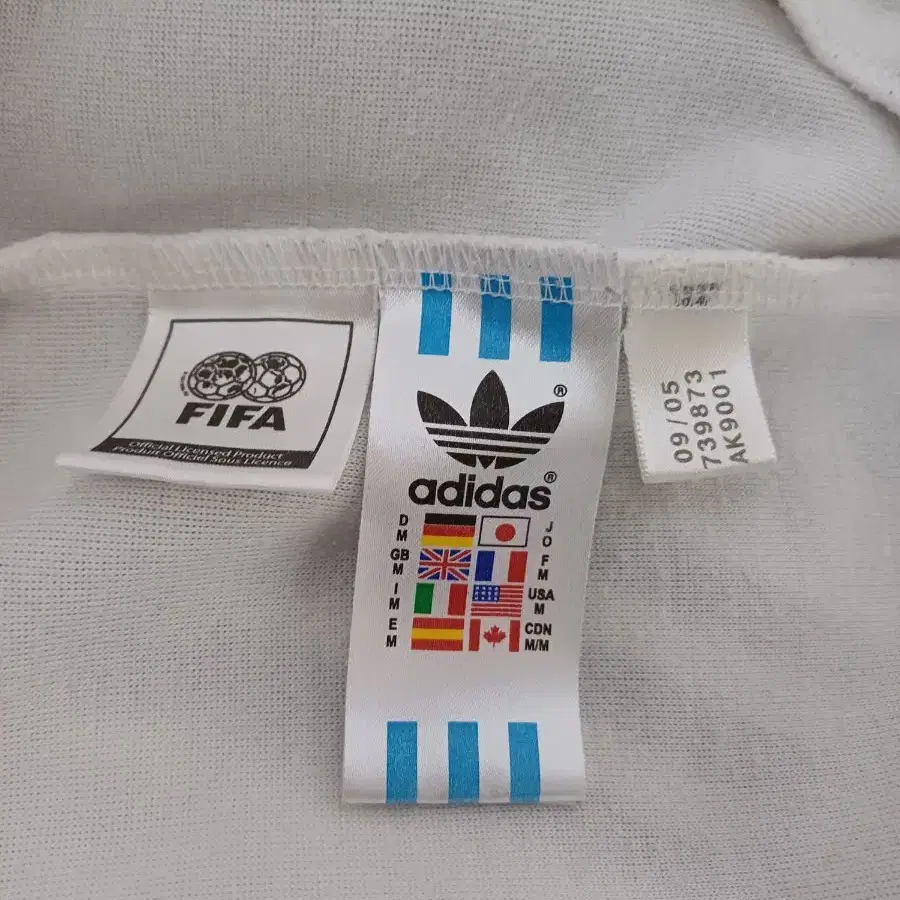 FIFA
Official Licensed Product
Produit Officiel Sous Licence
®
adidas®
D M
J O
GB M
F M
I M
USA M
E M
CDN M/M
09/05
739873
AK9001